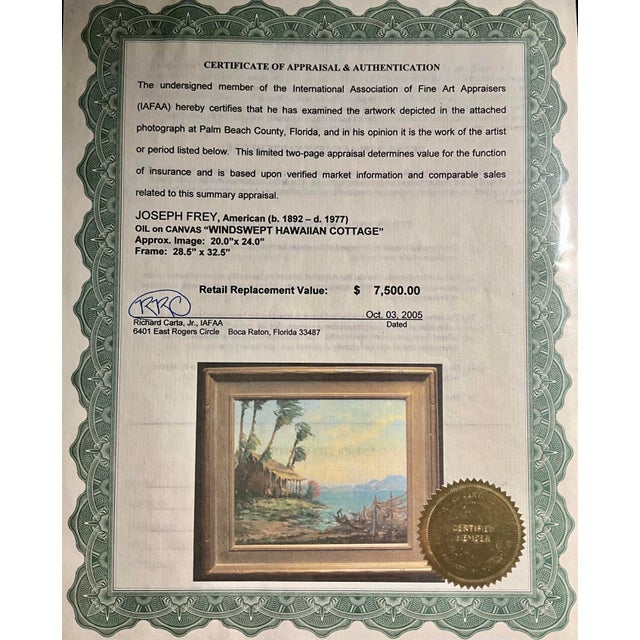 CERTIFICATE OF APPRAISAL & AUTHENTICATION
The undersigned member of the International Association of Fine Art Appraisers
(IAFAA) hereby certifies that he has examined the artwork depicted in the attached
photograph at Palm Beach County, Florida, and in his opinion it is the work of the artist
or period listed below. This limited two-page appraisal determines value for the function
of insurance and is based upon verified market information and comparable sales
related to this summary appraisal.
JOSEPH FREY, American (b. 1892 – d. 1977)
OIL on CANVAS "WINDSWEPT HAWAIIAN COTTAGE"
Approx. Image: 20.0"x 24.0"
Frame: 28.5" x 32.5"
Retail Replacement Value: $ 7,500.00
RRC
Oct. 03, 2005
Richard Carta, Jr., IAFAA Dated
6401 East Rogers Circle Boca Raton, Florida 33487
CERTIFIED
MEMBER